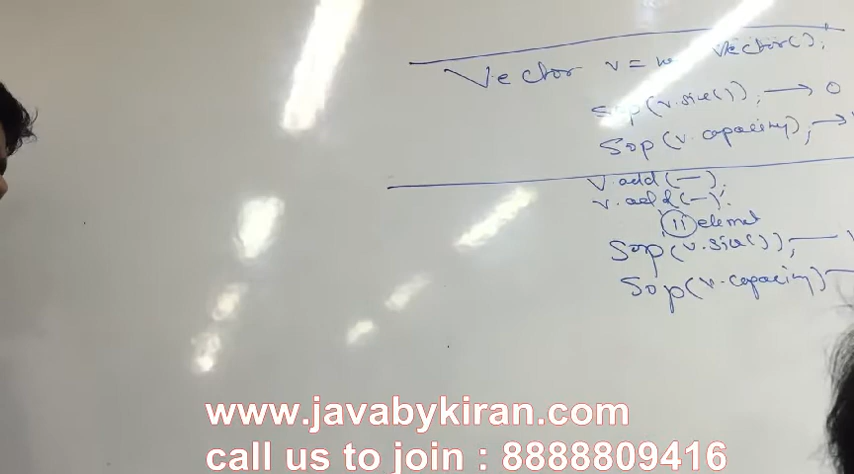 Vector v = new Vector();
Sop(v.size()); → 0
Sop(v.capacity); →
v.add(—);
v.add(—);
11 element
Sop(v.size()); —
Sop(v.capacity) —
www.javabykiran.com
call us to join : 8888809416